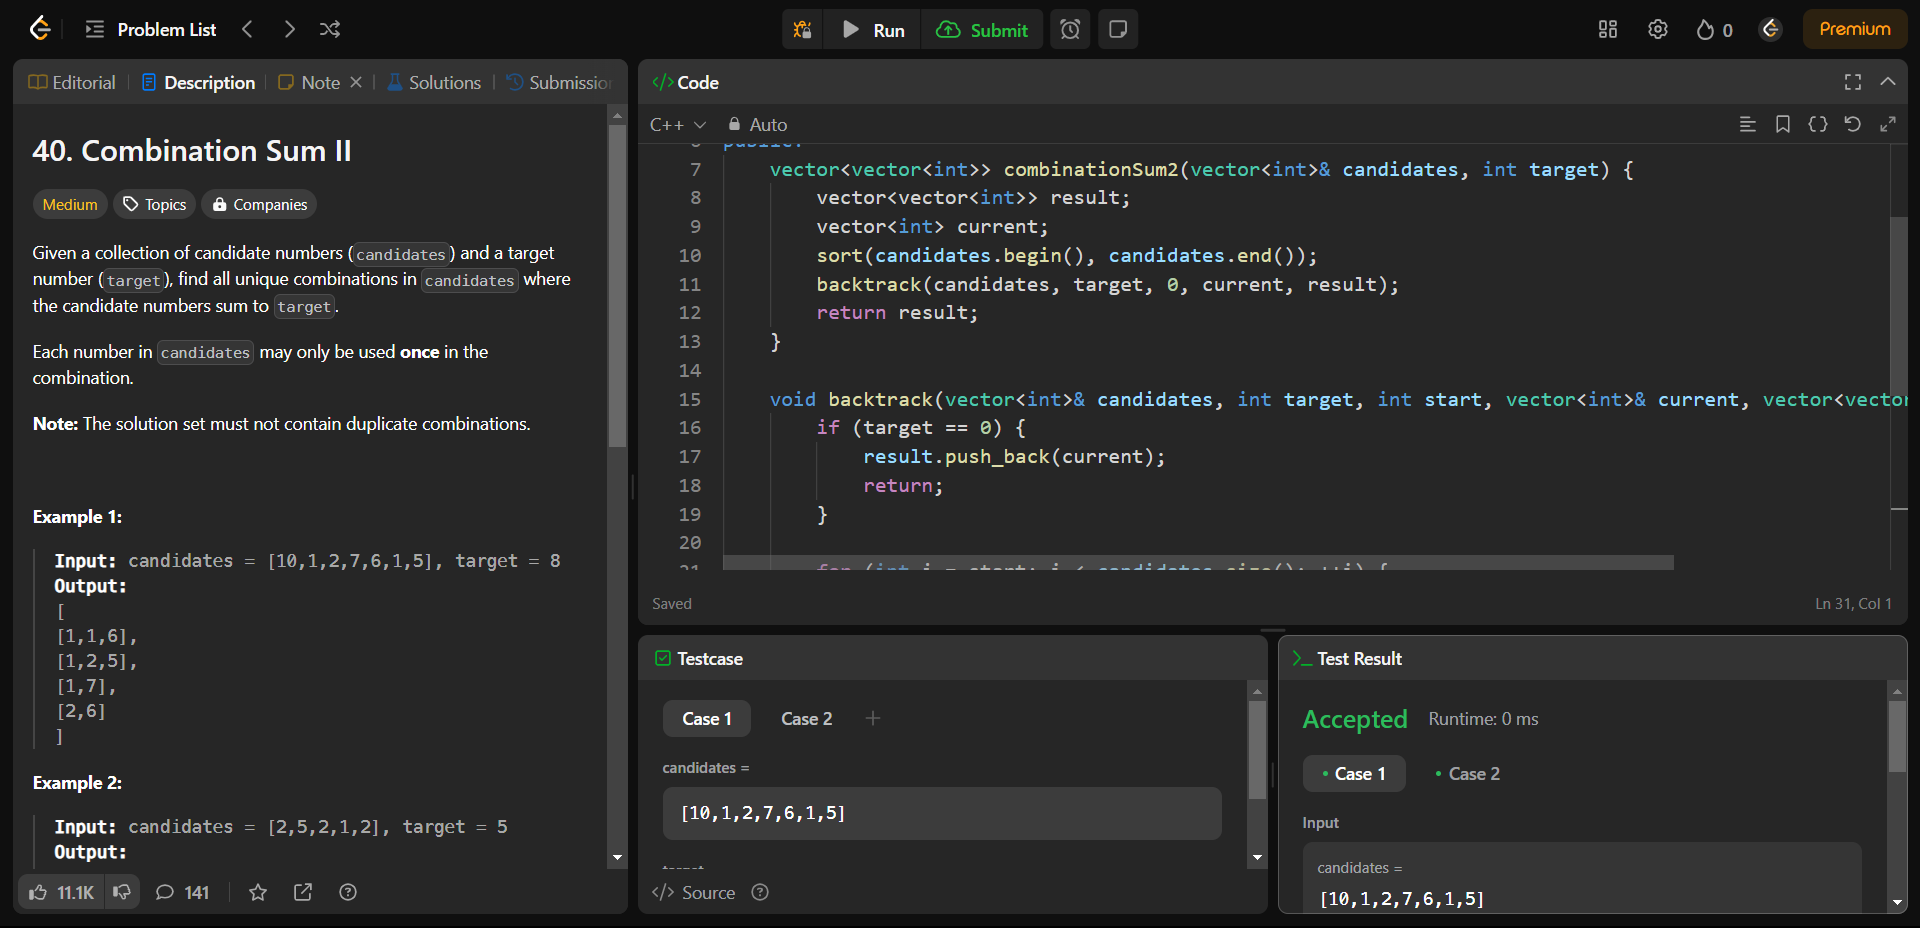 Problem List
Run
Submit
0
Premium
Editorial
Description
Note
Solutions
Submissio
40. Combination Sum II
Medium
Topics
Companies
Given a collection of candidate numbers (candidates) and a target
number (target), find all unique combinations in candidates where
the candidate numbers sum to target.
Each number in candidates may only be used once in the
combination.
Note: The solution set must not contain duplicate combinations.
Example 1:
Input: candidates = [10,1,2,7,6,1,5], target = 8
Output:
[
[1,1,6],
[1,2,5],
[1,7],
[2,6]
]
Example 2:
Input: candidates = [2,5,2,1,2], target = 5
Output:
11.1K
141
</> Code
C++
Auto
6 public:
7 vector<vector<int>> combinationSum2(vector<int>& candidates, int target) {
8 vector<vector<int>> result;
9 vector<int> current;
10 sort(candidates.begin(), candidates.end());
11 backtrack(candidates, target, 0, current, result);
12 return result;
13 }
14
15 void backtrack(vector<int>& candidates, int target, int start, vector<int>& current, vector<vector
16 if (target == 0) {
17 result.push_back(current);
18 return;
19 }
20
21 for (int i = start; i < candidates.size(); ++i) {
Saved
Ln 31, Col 1
Testcase
Case 1
Case 2
+
candidates =
[10,1,2,7,6,1,5]
target
</> Source
Test Result
Accepted
Runtime: 0 ms
• Case 1
• Case 2
Input
candidates =
[10,1,2,7,6,1,5]